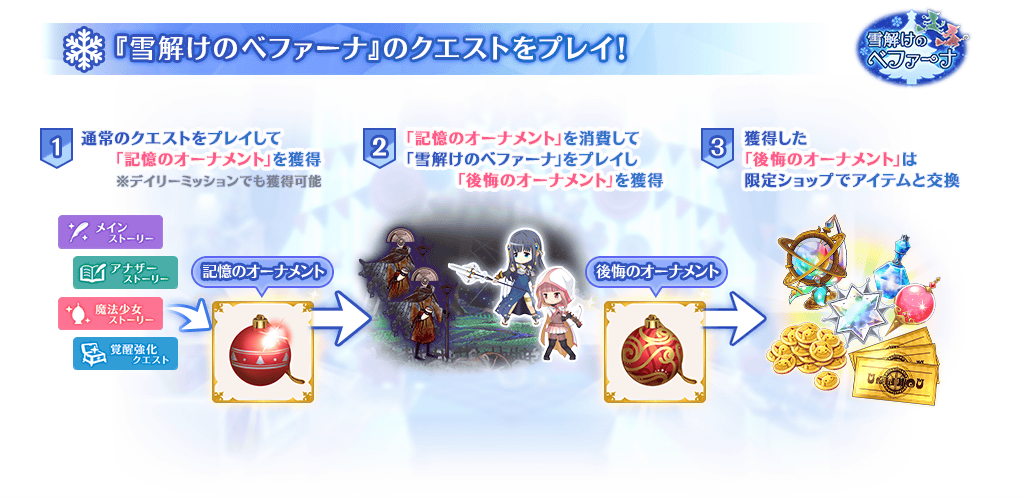 『雪解けのベファーナ』のクエストをプレイ!
雪解けの
ベファーナ
1
通常のクエストをプレイして
「記憶のオーナメント」を獲得
※デイリーミッションでも獲得可能
2
「記憶のオーナメント」を消費して
「雪解けのベファーナ」をプレイし
「後悔のオーナメント」を獲得
3
獲得した
「後悔のオーナメント」は
限定ショップでアイテムと交換
メイン
ストーリー
アナザー
ストーリー
魔法少女
ストーリー
覚醒強化
クエスト
記憶のオーナメント
後悔のオーナメント